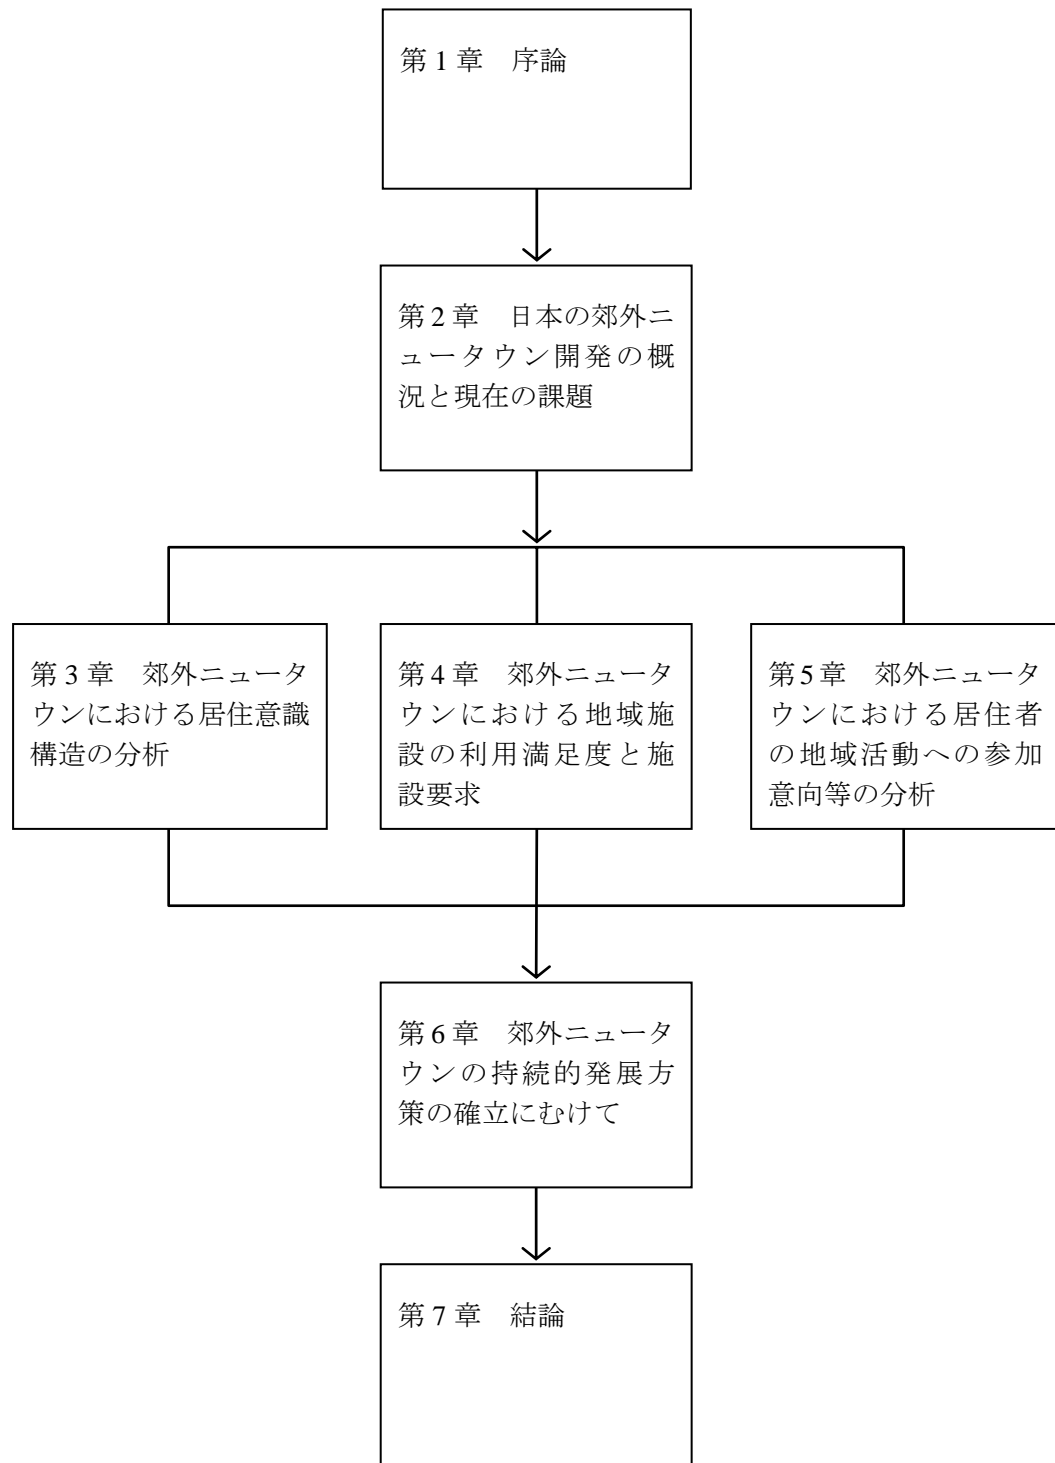 第1章　序論
第2章　日本の郊外ニ
ュータウン開発の概
況と現在の課題
第3章　郊外ニュータ
ウンにおける居住意識
構造の分析
第4章　郊外ニュータ
ウンにおける地域施
設の利用満足度と施
設要求
第5章　郊外ニュータ
ウンにおける居住者
の地域活動への参加
意向等の分析
第6章　郊外ニュータ
ウンの持続的発展方
策の確立にむけて
第7章　結論